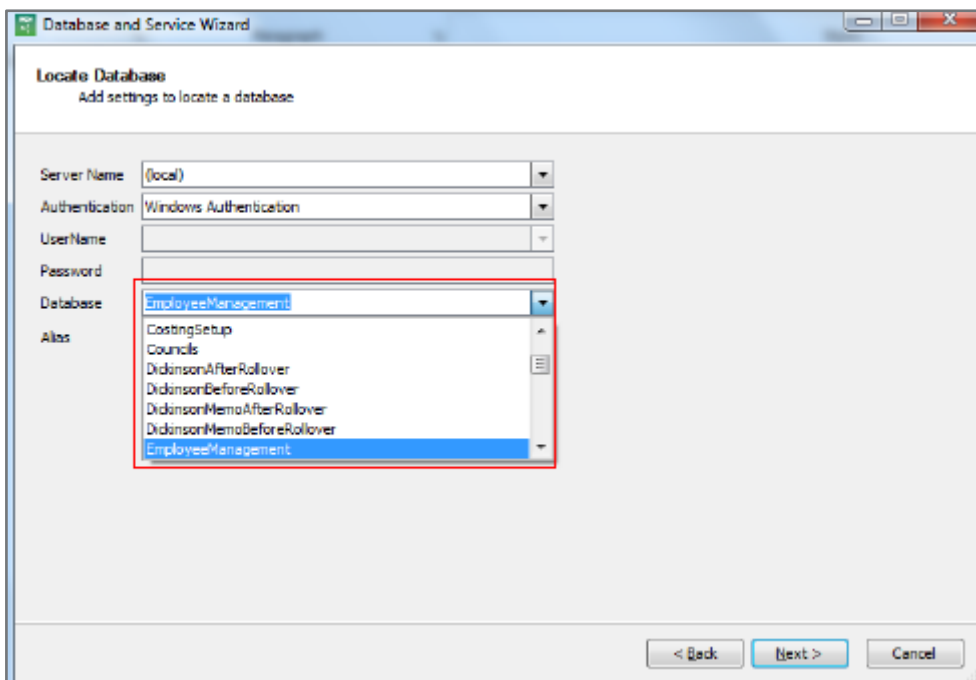 Database and Service Wizard
Locate Database
Add settings to locate a database
Server Name (local)
Authentication Windows Authentication
UserName
Password
Database EmployeeManagement
Alias
CostingSetup
Councils
DickinsonAfterRollover
DickinsonBeforeRollover
DickinsonMemoAfterRollover
DickinsonMemoBeforeRollover
EmployeeManagement
< Back Next > Cancel